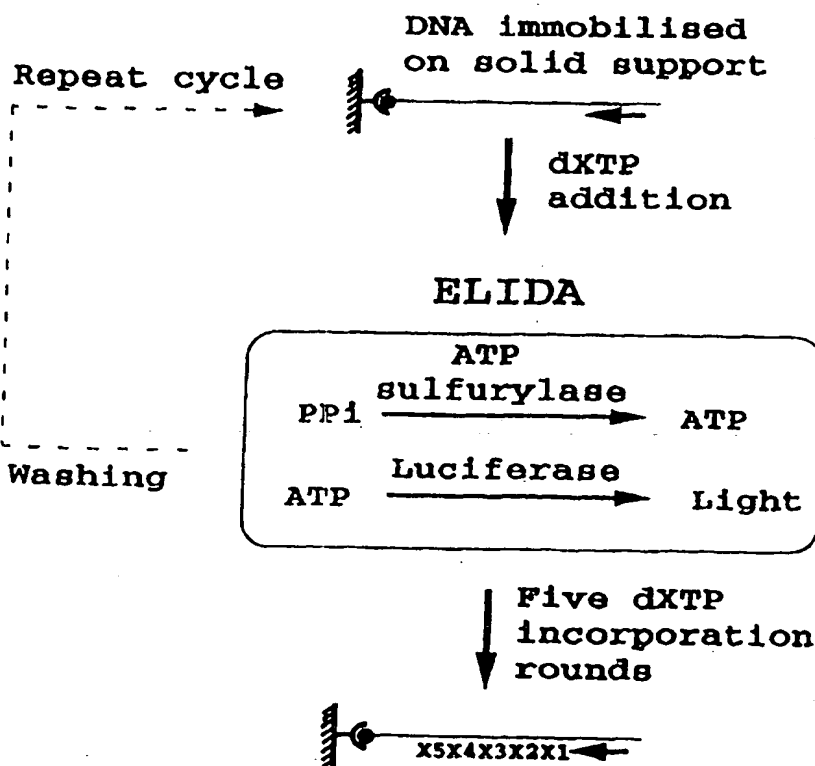 DNA immobilised
on solid support
Repeat cycle
dXTP
addition
ELIDA
ATP
sulfurylase
PPi
ATP
Washing
Luciferase
ATP
Light
Five dXTP
incorporation
rounds
X5X4X3X2X1